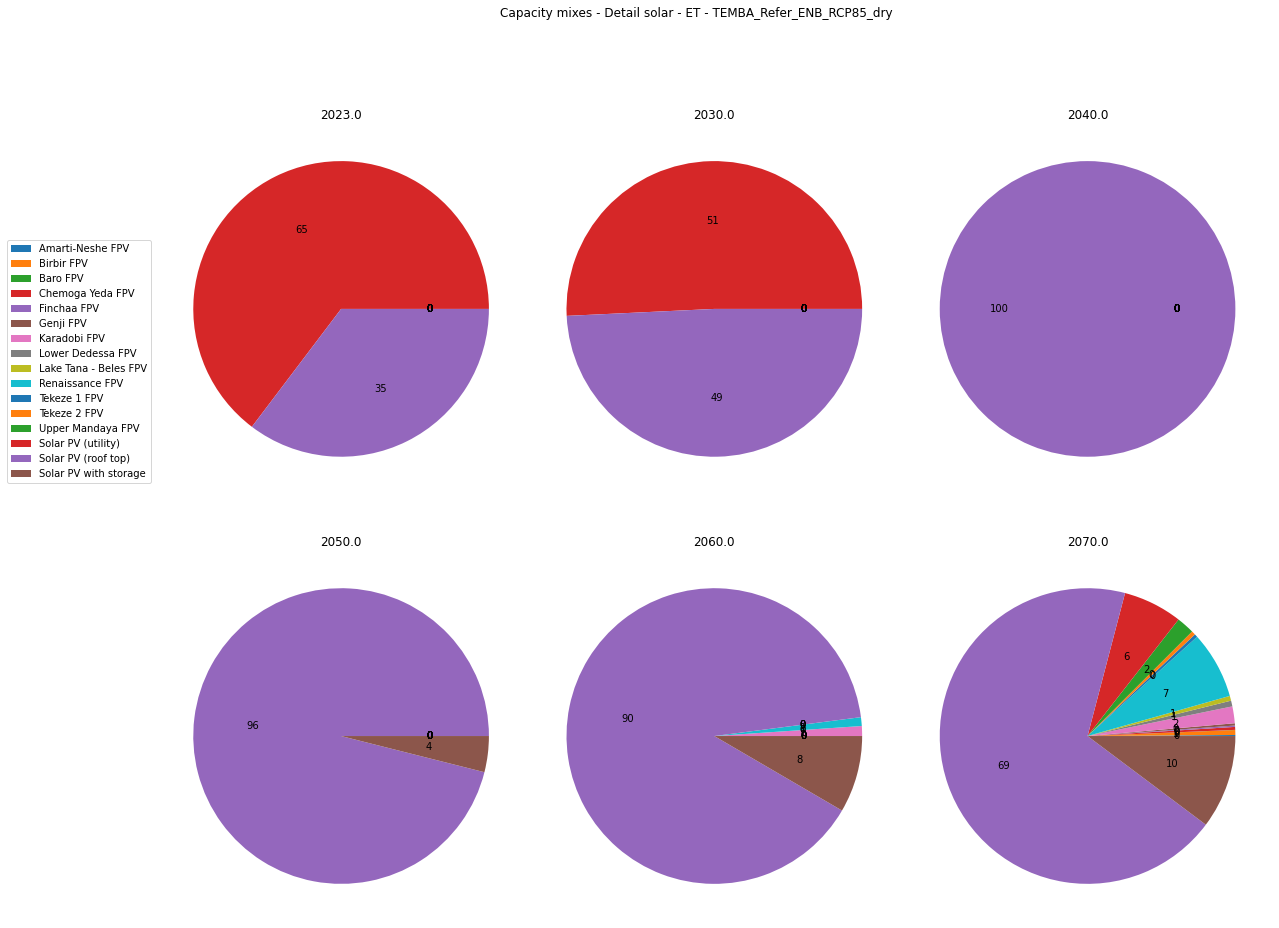 Capacity mixes - Detail solar - ET - TEMBA_Refer_ENB_RCP85_dry
2023.0
2030.0
2040.0
65
0
35
51
0
49
100
0
Amarti-Neshe FPV
Birbir FPV
Baro FPV
Chemoga Yeda FPV
Finchaa FPV
Genji FPV
Karadobi FPV
Lower Dedessa FPV
Lake Tana - Beles FPV
Renaissance FPV
Tekeze 1 FPV
Tekeze 2 FPV
Upper Mandaya FPV
Solar PV (utility)
Solar PV (roof top)
Solar PV with storage
2050.0
2060.0
2070.0
96
0
4
90
0
8
6
2
0
7
1
2
0
69
10